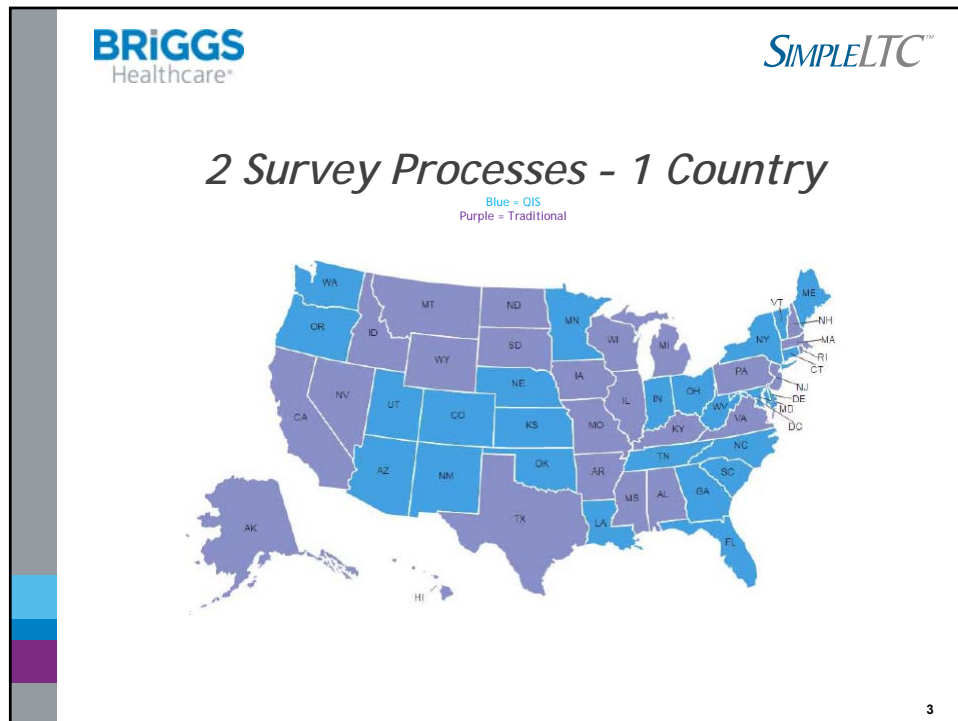 BRiGGS
Healthcare®
SIMPLELTC™
2 Survey Processes - 1 Country
Blue = QIS
Purple = Traditional
WA
OR
ID
MT
ND
MN
SD
WY
WI
MI
VT
ME
NH
NY
MA
RI
CT
IA
NE
PA
NJ
DE
MD
DC
NV
UT
CO
IL
IN
OH
WV
VA
CA
KS
MO
KY
NC
AZ
NM
OK
AR
TN
SC
MS
AL
GA
TX
LA
FL
AK
HI
3